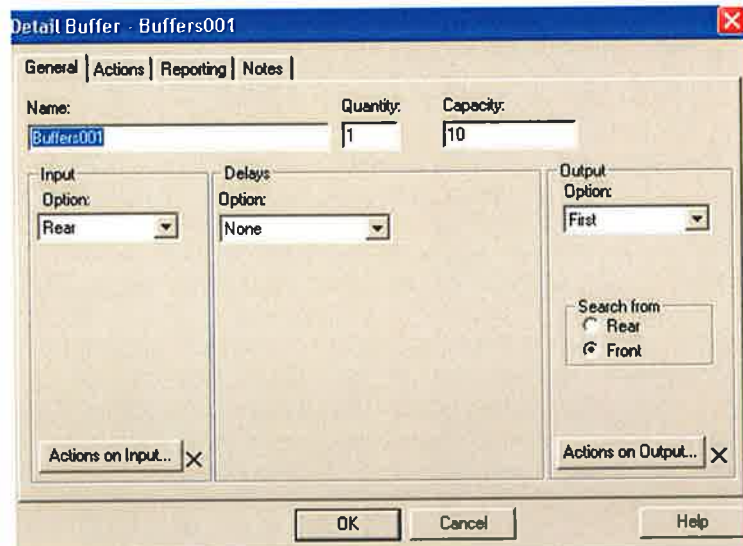 Detail Buffer - Buffers001
General Actions Reporting Notes
Name: Quantity: Capacity:
Buffers001 1 10
Input Delays Output
Option: Option: Option:
Rear None First
Search from
Rear
Front
Actions on Input... Actions on Output...
OK Cancel Help